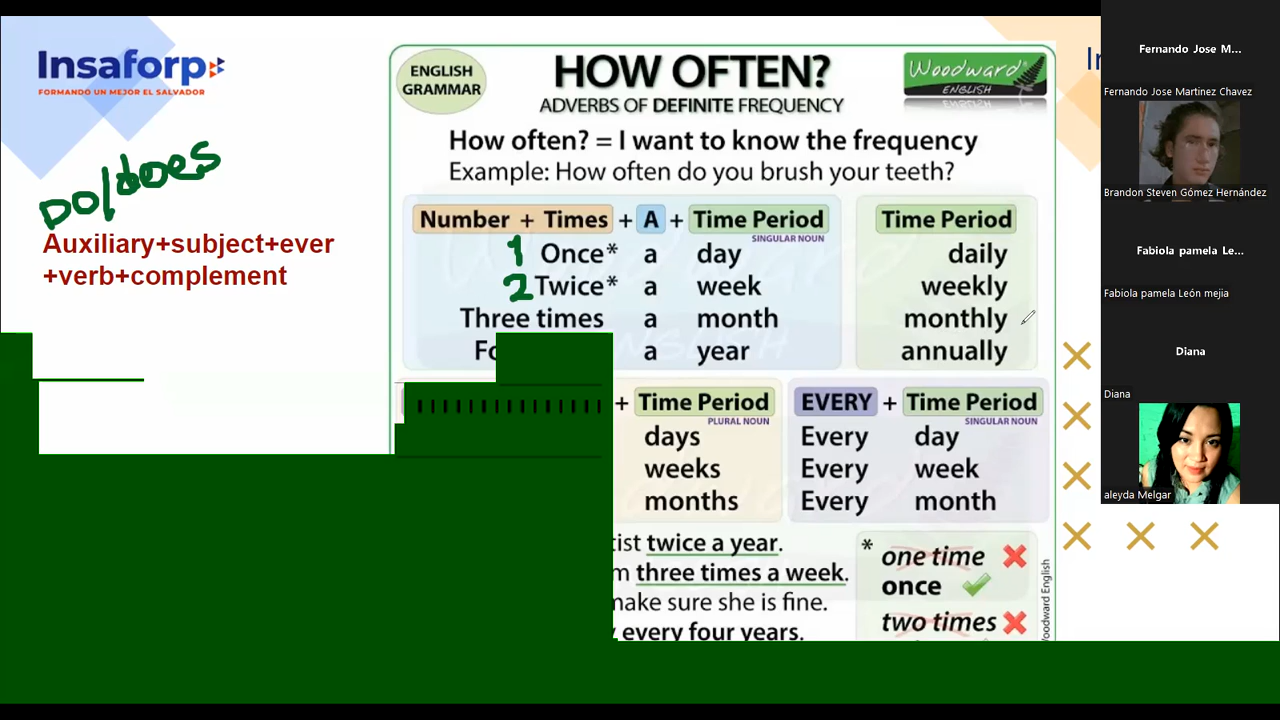 Insaforp
FORMANDO UN MEJOR EL SALVADOR
DO/does
Auxiliary+subject+ever
+verb+complement
ENGLISH
GRAMMAR
HOW OFTEN?
ADVERBS OF DEFINITE FREQUENCY
Woodward®
ENGLISH
How often? = I want to know the frequency
Example: How often do you brush your teeth?
Number + Times + A + Time Period
SINGULAR NOUN
1 Once* a day
2 Twice* a week
Three times a month
a year
Time Period
daily
weekly
monthly
annually
+ Time Period
PLURAL NOUN
days
weeks
months
EVERY + Time Period
SINGULAR NOUN
Every day
Every week
Every month
twice a year.
three times a week.
make sure she is fine.
every four years.
* one time
once
two times
Woodward English
Fernando Jose M...
Fernando Jose Martinez Chavez
Brandon Steven Gómez Hernández
Fabiola pamela Le...
Fabiola pamela León mejia
Diana
Diana
aleyda Melgar